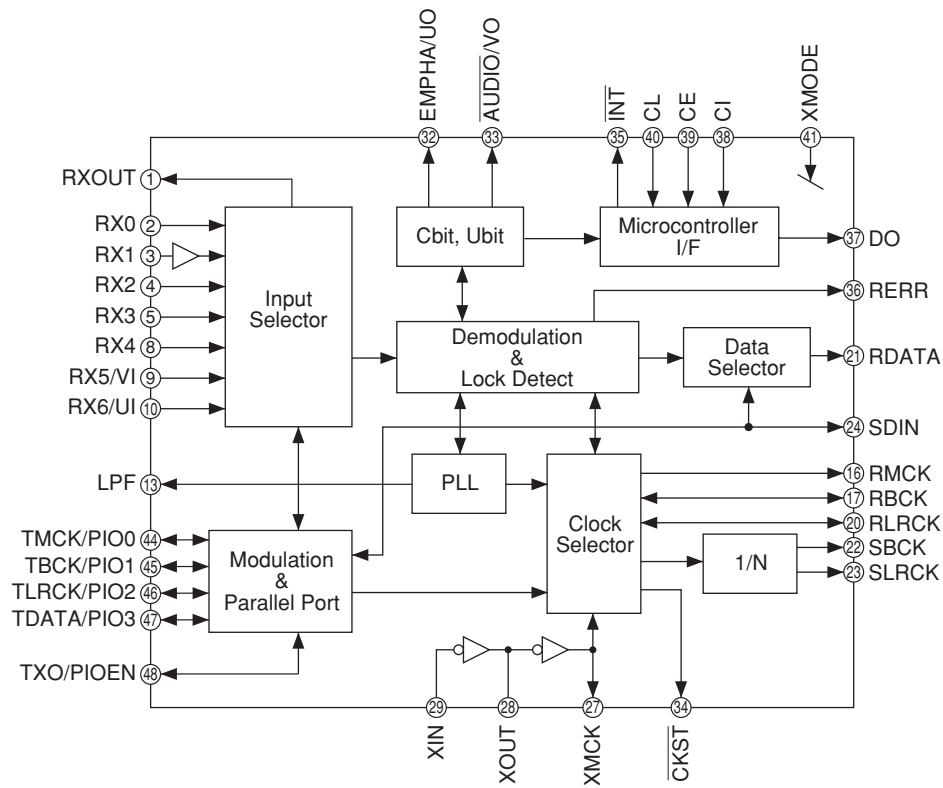 EMPHA/UO
AUDIO/VO
INT
CL
CE
CI
XMODE
32
33
35
40
39
38
41
RXOUT 1
RX0 2
RX1 3
RX2 4
RX3 5
RX4 8
RX5/VI 9
RX6/UI 10
LPF 13
TMCK/PIO0 44
TBCK/PIO1 45
TLRCK/PIO2 46
TDATA/PIO3 47
TXO/PIOEN 48
Input
Selector
Cbit, Ubit
Microcontroller
I/F
Demodulation
&
Lock Detect
Data
Selector
PLL
Clock
Selector
1/N
Modulation
&
Parallel Port
37 DO
36 RERR
21 RDATA
24 SDIN
16 RMCK
17 RBCK
20 RLRCK
22 SBCK
23 SLRCK
29
28
27
34
XIN
XOUT
XMCK
CKST